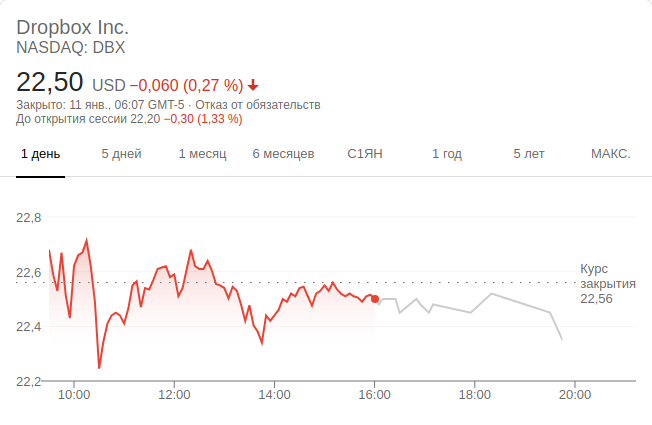 Dropbox Inc.
NASDAQ: DBX
22,50 USD −0,060 (0,27 %)
Закрыто: 11 янв., 06:07 GMT-5 · Отказ от обязательств
До открытия сессии 22,20 −0,30 (1,33 %)
1 день 5 дней 1 месяц 6 месяцев С1ЯН 1 год 5 лет МАКС.
22,8
22,6
22,4
22,2
Курс
закрытия
22,56
10:00 12:00 14:00 16:00 18:00 20:00